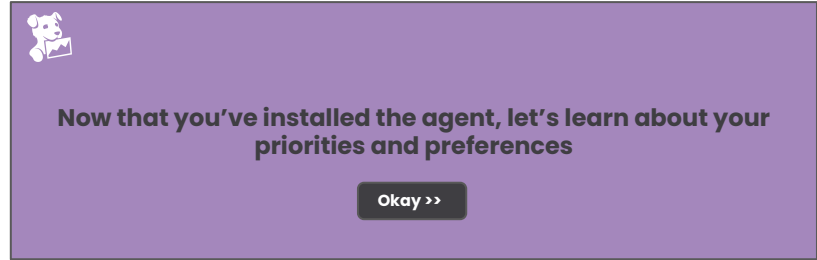 Now that you’ve installed the agent, let’s learn about your
priorities and preferences
Okay >>